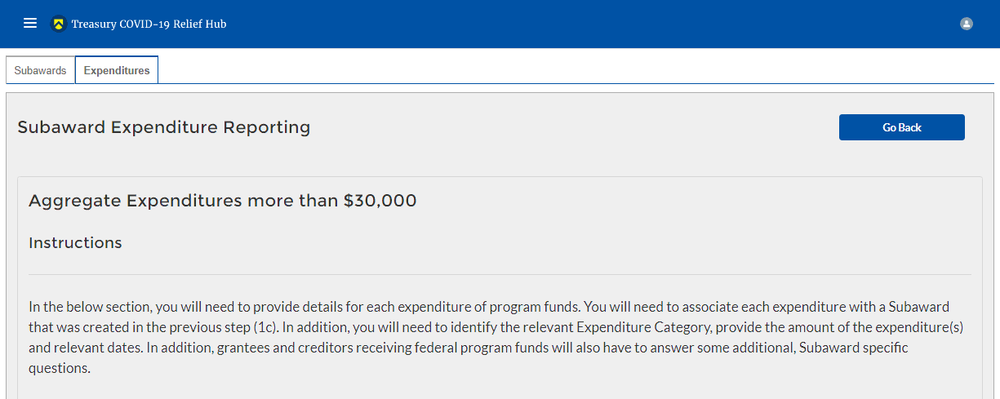 Treasury COVID-19 Relief Hub
Subawards
Expenditures
Subaward Expenditure Reporting
Go Back
Aggregate Expenditures more than $30,000
Instructions
In the below section, you will need to provide details for each expenditure of program funds. You will need to associate each expenditure with a Subaward
that was created in the previous step (1c). In addition, you will need to identify the relevant Expenditure Category, provide the amount of the expenditure(s)
and relevant dates. In addition, grantees and creditors receiving federal program funds will also have to answer some additional, Subaward specific
questions.